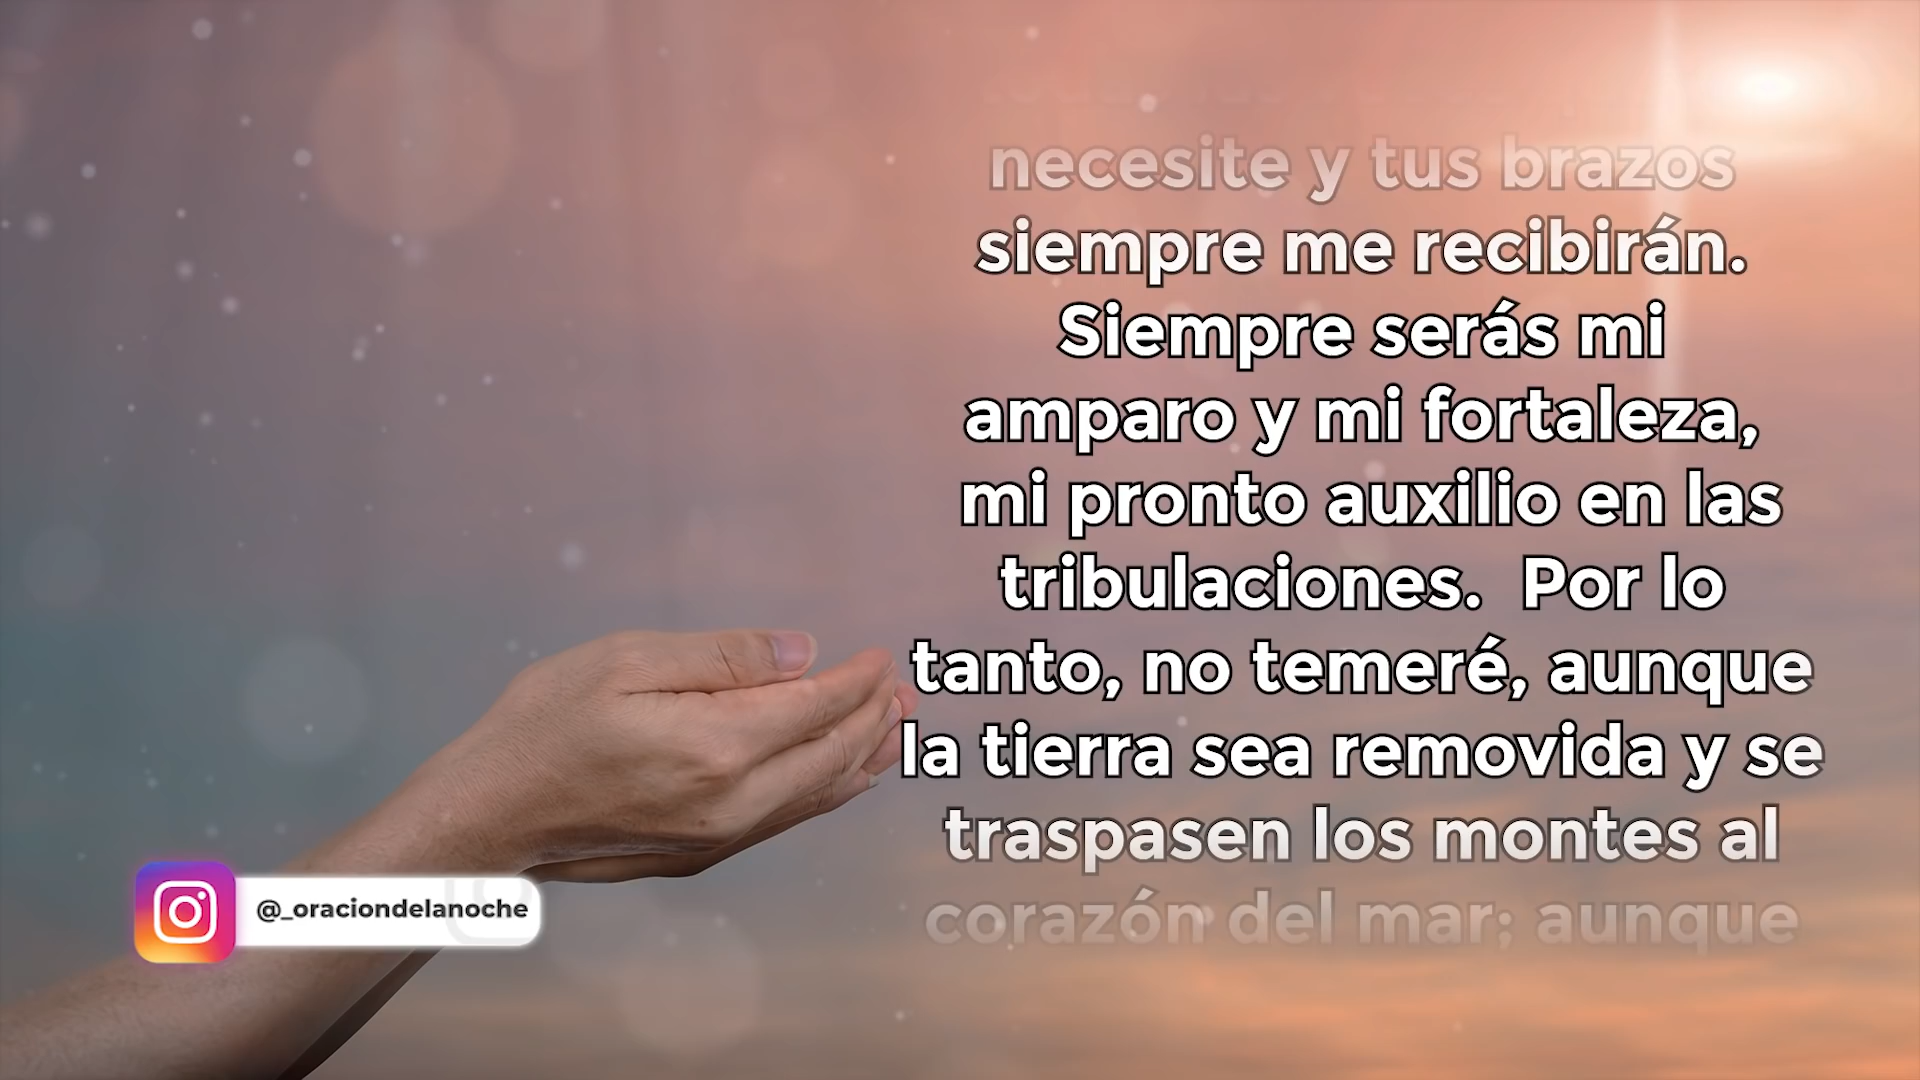 necesite y tus brazos
siempre me recibirán.
Siempre serás mi
amparo y mi fortaleza,
mi pronto auxilio en las
tribulaciones. Por lo
tanto, no temeré, aunque
la tierra sea removida y se
traspasen los montes al
corazón del mar; aunque
@_oraciondelanoche